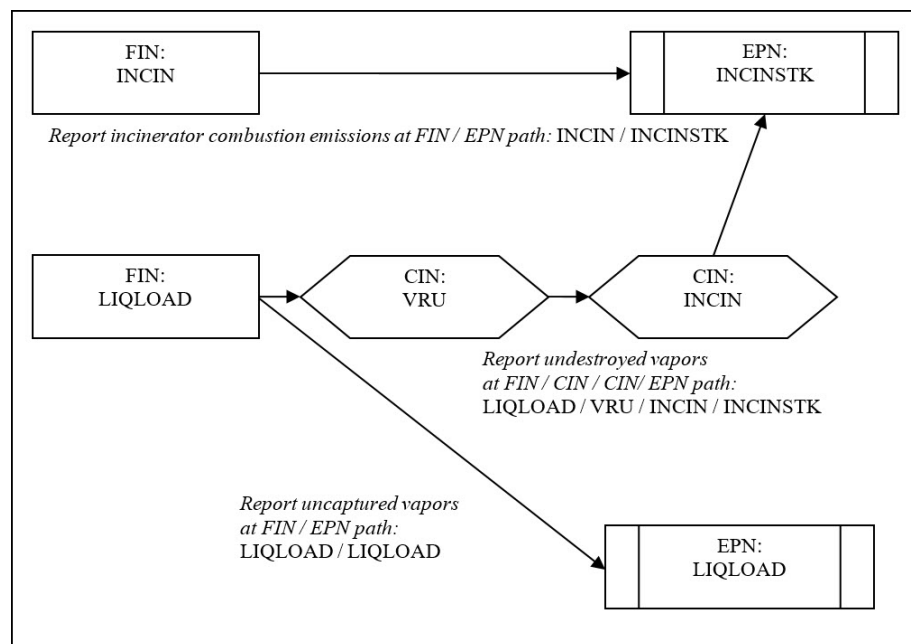 FIN:
INCIN
EPN:
INCINSTK
Report incinerator combustion emissions at FIN / EPN path: INCIN / INCINSTK
FIN:
LIQLOAD
CIN:
VRU
CIN:
INCIN
Report undestroyed vapors
at FIN / CIN / CIN/ EPN path:
LIQLOAD / VRU / INCIN / INCINSTK
Report uncaptured vapors
at FIN / EPN path:
LIQLOAD / LIQLOAD
EPN:
LIQLOAD